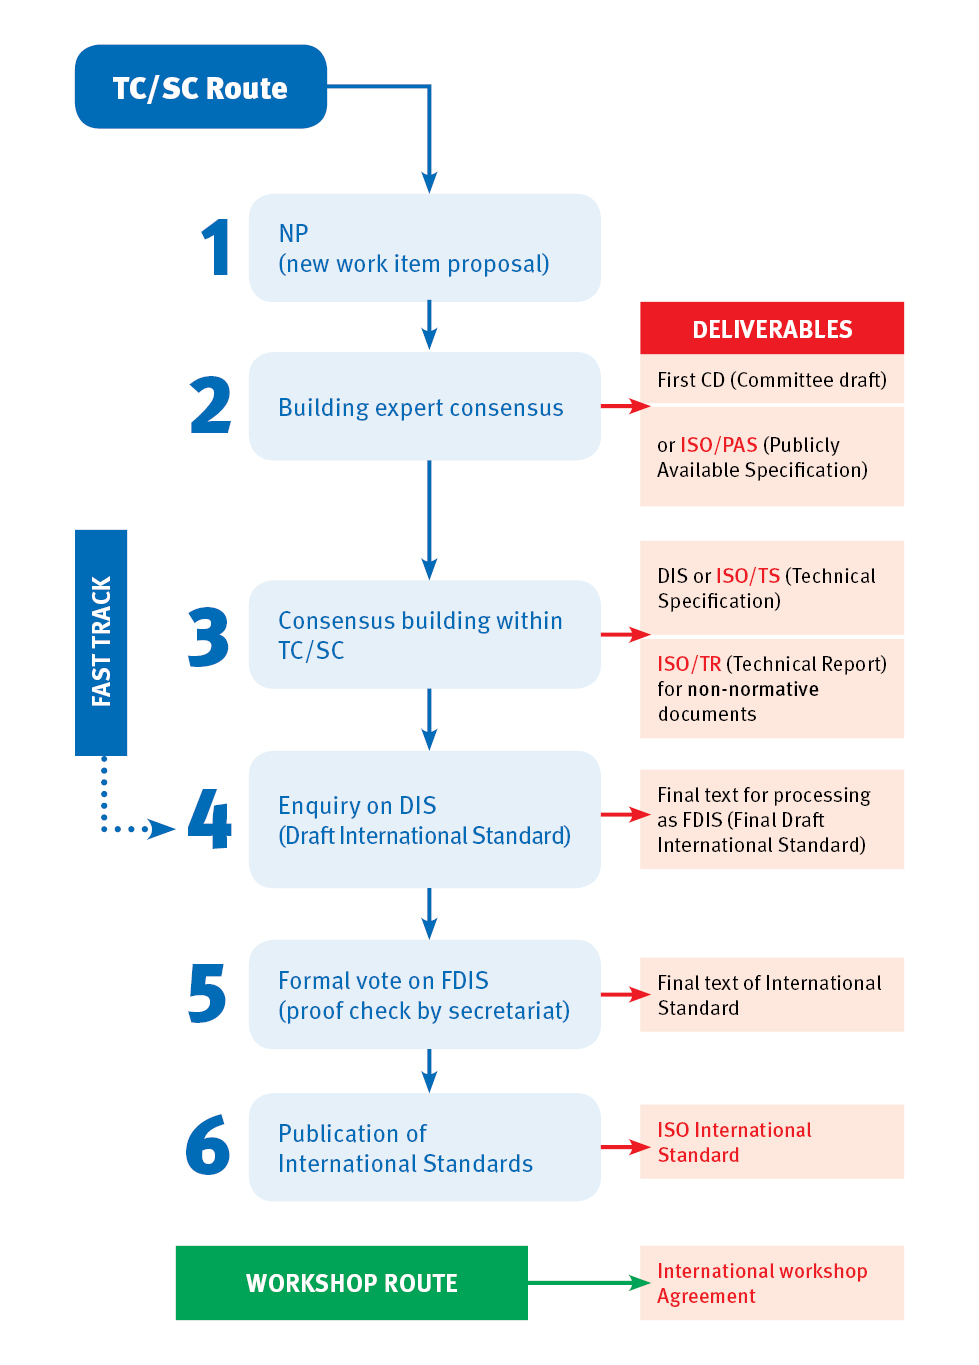 TC/SC Route
1
NP
(new work item proposal)
DELIVERABLES
2
Building expert consensus
First CD (Committee draft)
or ISO/PAS (Publicly
Available Specification)
FAST TRACK
3
Consensus building within
TC/SC
DIS or ISO/TS (Technical
Specification)
ISO/TR (Technical Report)
for non-normative
documents
4
Enquiry on DIS
(Draft International Standard)
Final text for processing
as FDIS (Final Draft
International Standard)
5
Formal vote on FDIS
(proof check by secretariat)
Final text of International
Standard
6
Publication of
International Standards
ISO International
Standard
WORKSHOP ROUTE
International workshop
Agreement